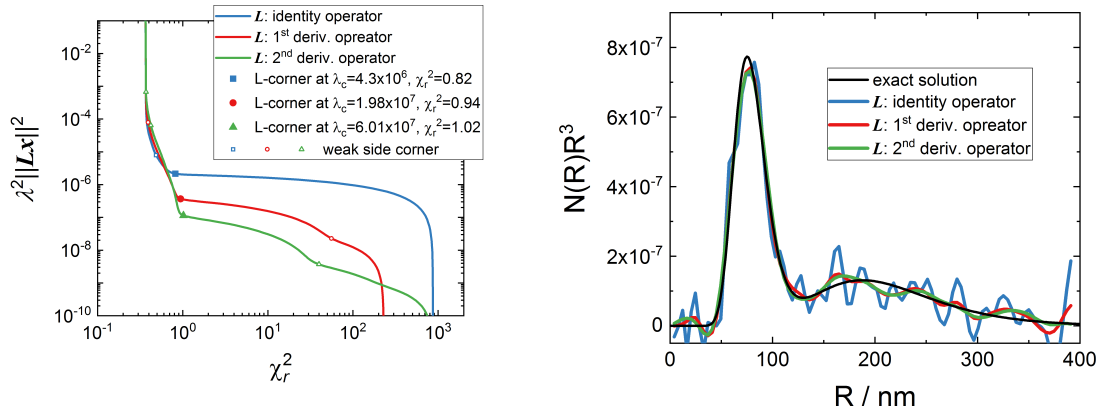 L: identity operator
L: 1st deriv. opreator
L: 2nd deriv. operator
L-corner at λc=4.3x10^6, χr^2=0.82
L-corner at λc=1.98x10^7, χr^2=0.94
L-corner at λc=6.01x10^7, χr^2=1.02
weak side corner
10^-2
10^-4
10^-6
10^-8
10^-10
λ^2||Lx||^2
10^-1 10^0 10^1 10^2 10^3
χr^2
8x10^-7
6x10^-7
4x10^-7
2x10^-7
0
N(R)R^3
exact solution
L: identity operator
L: 1st deriv. opreator
L: 2nd deriv. operator
0 100 200 300 400
R / nm